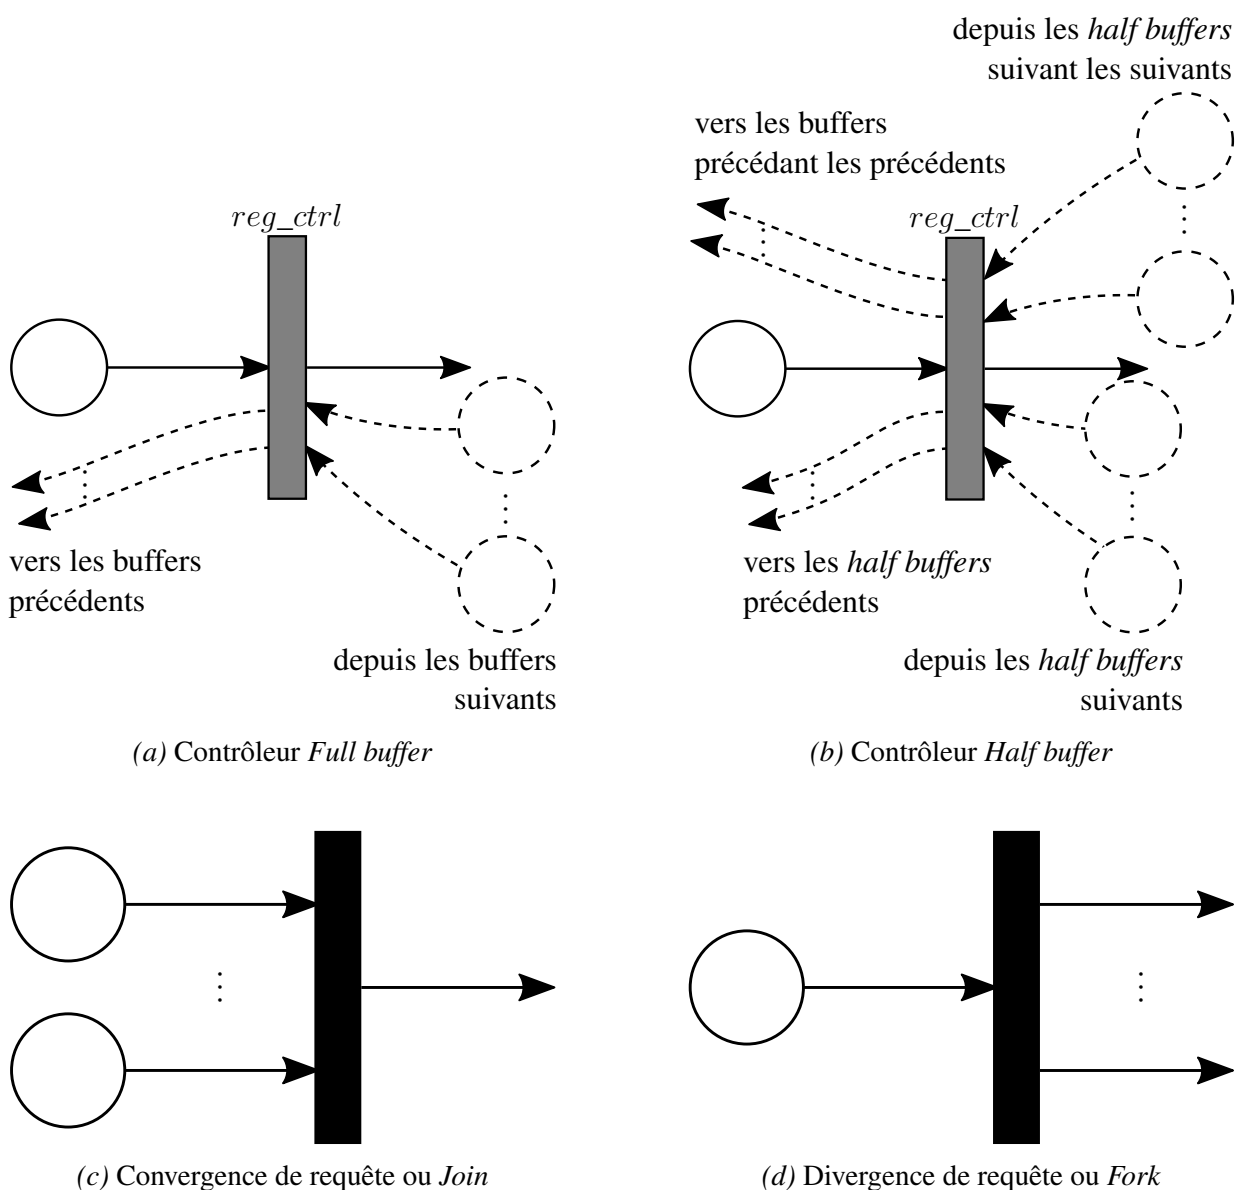 depuis les half buffers
suivant les suivants
vers les buffers
précédant les précédents
reg_ctrl
reg_ctrl
vers les buffers
précédents
vers les half buffers
précédents
depuis les buffers
suivants
depuis les half buffers
suivants
(a) Contrôleur Full buffer
(b) Contrôleur Half buffer
(c) Convergence de requête ou Join
(d) Divergence de requête ou Fork